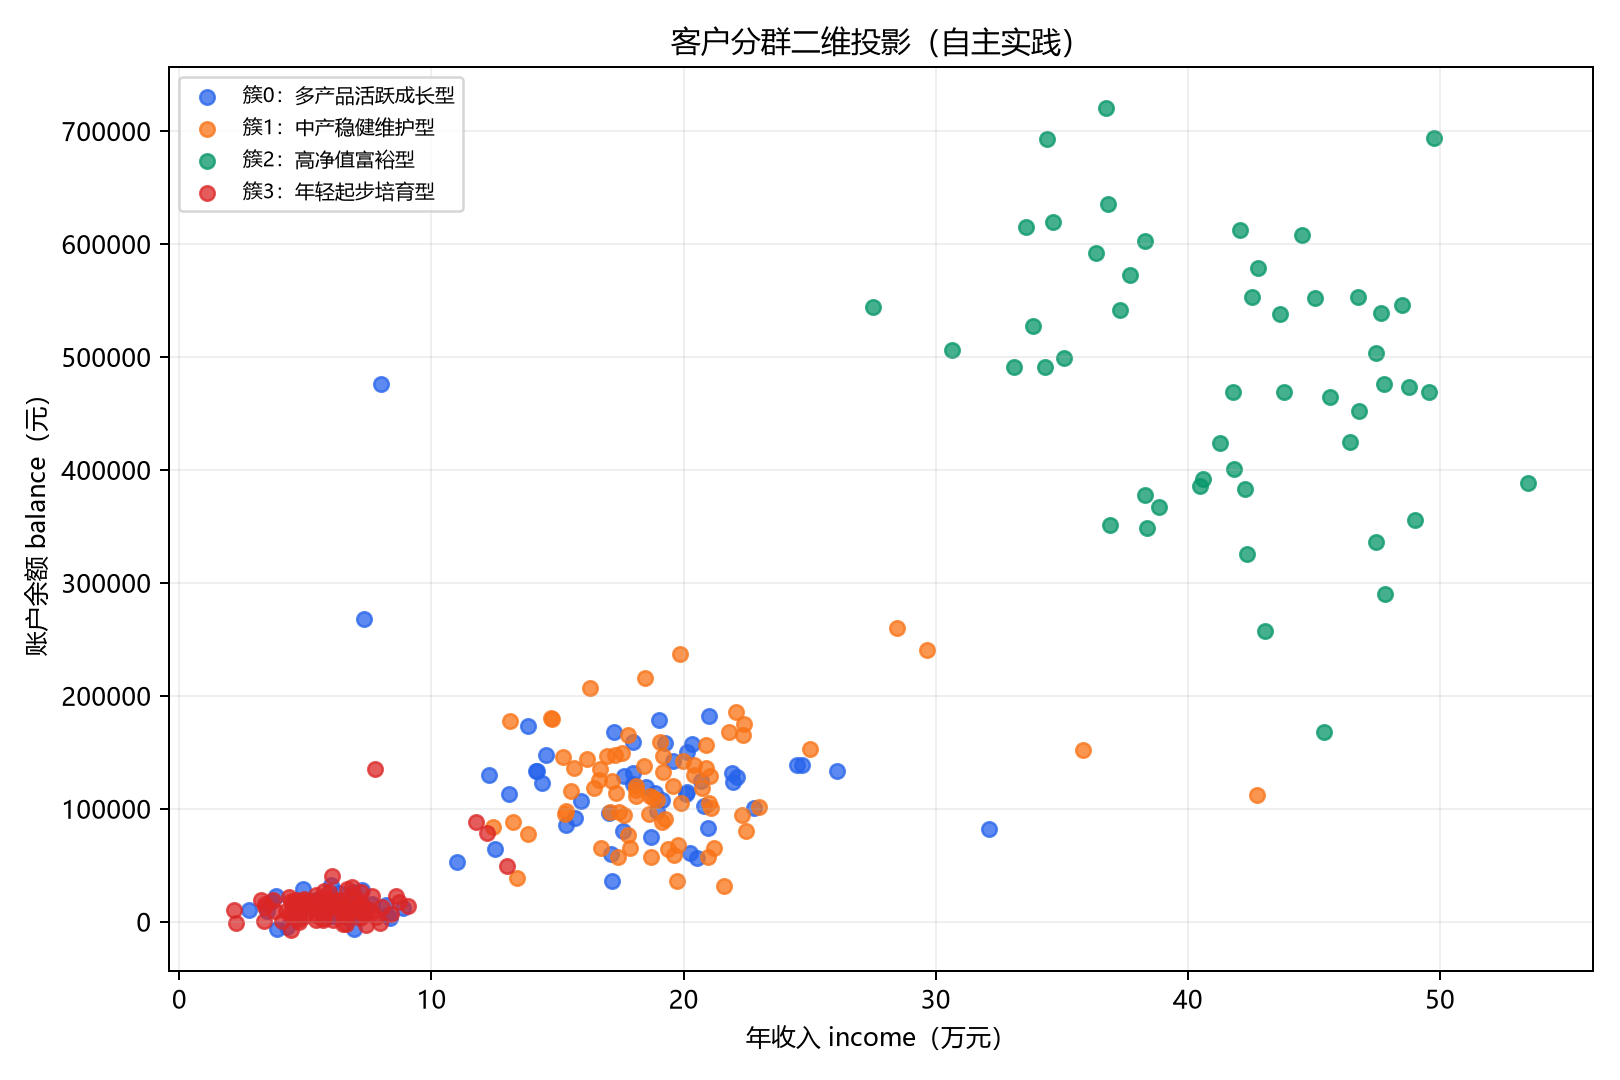 客户分群二维投影（自主实践）
簇0：多产品活跃成长型
簇1：中产稳健维护型
簇2：高净值富裕型
簇3：年轻起步培育型
账户余额 balance（元）
700000
600000
500000
400000
300000
200000
100000
0
0 10 20 30 40 50
年收入 income（万元）